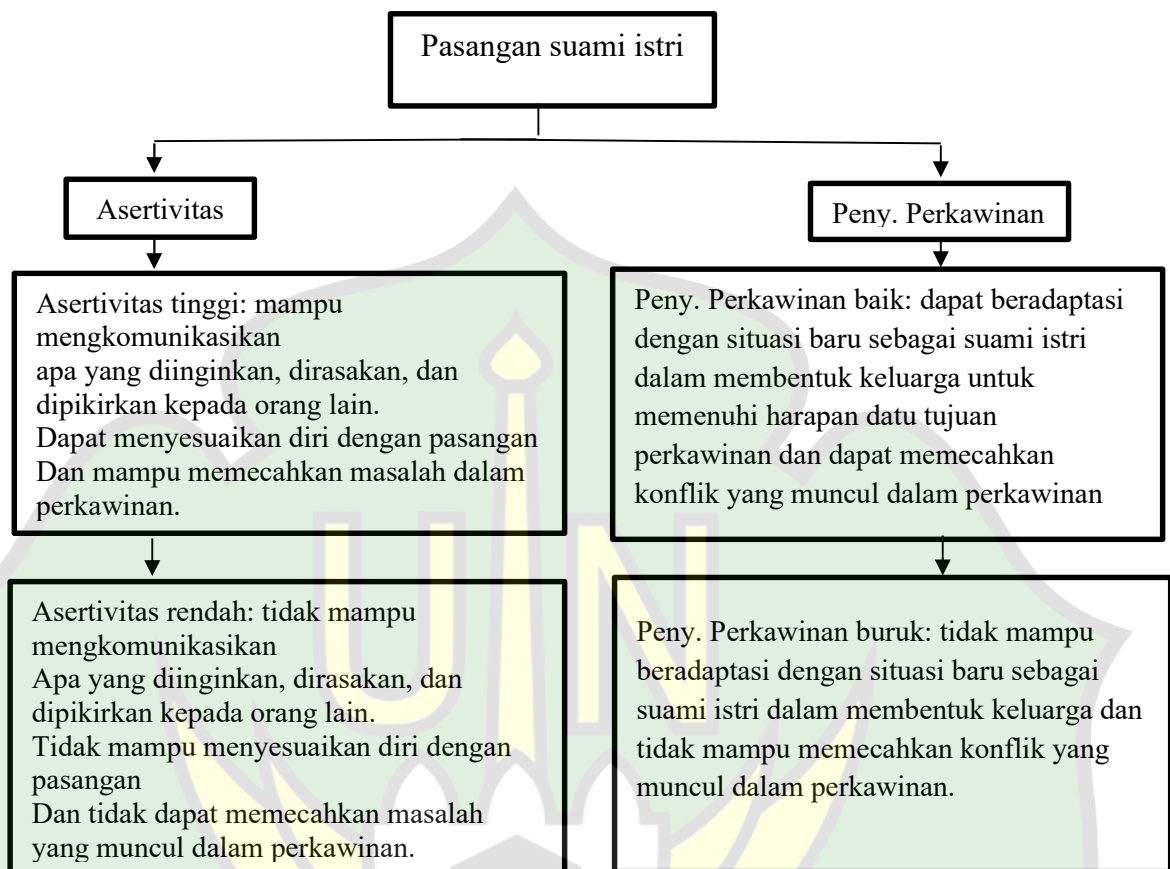 Pasangan suami istri
Asertivitas
Peny. Perkawinan
Asertivitas tinggi: mampu
mengkomunikasikan
apa yang diinginkan, dirasakan, dan
dipikirkan kepada orang lain.
Dapat menyesuaikan diri dengan pasangan
Dan mampu memecahkan masalah dalam
perkawinan.
Peny. Perkawinan baik: dapat beradaptasi
dengan situasi baru sebagai suami istri
dalam membentuk keluarga untuk
memenuhi harapan datu tujuan
perkawinan dan dapat memecahkan
konflik yang muncul dalam perkawinan
Asertivitas rendah: tidak mampu
mengkomunikasikan
Apa yang diinginkan, dirasakan, dan
dipikirkan kepada orang lain.
Tidak mampu menyesuaikan diri dengan
pasangan
Dan tidak dapat memecahkan masalah
yang muncul dalam perkawinan.
Peny. Perkawinan buruk: tidak mampu
beradaptasi dengan situasi baru sebagai
suami istri dalam membentuk keluarga dan
tidak mampu memecahkan konflik yang
muncul dalam perkawinan.
UIN